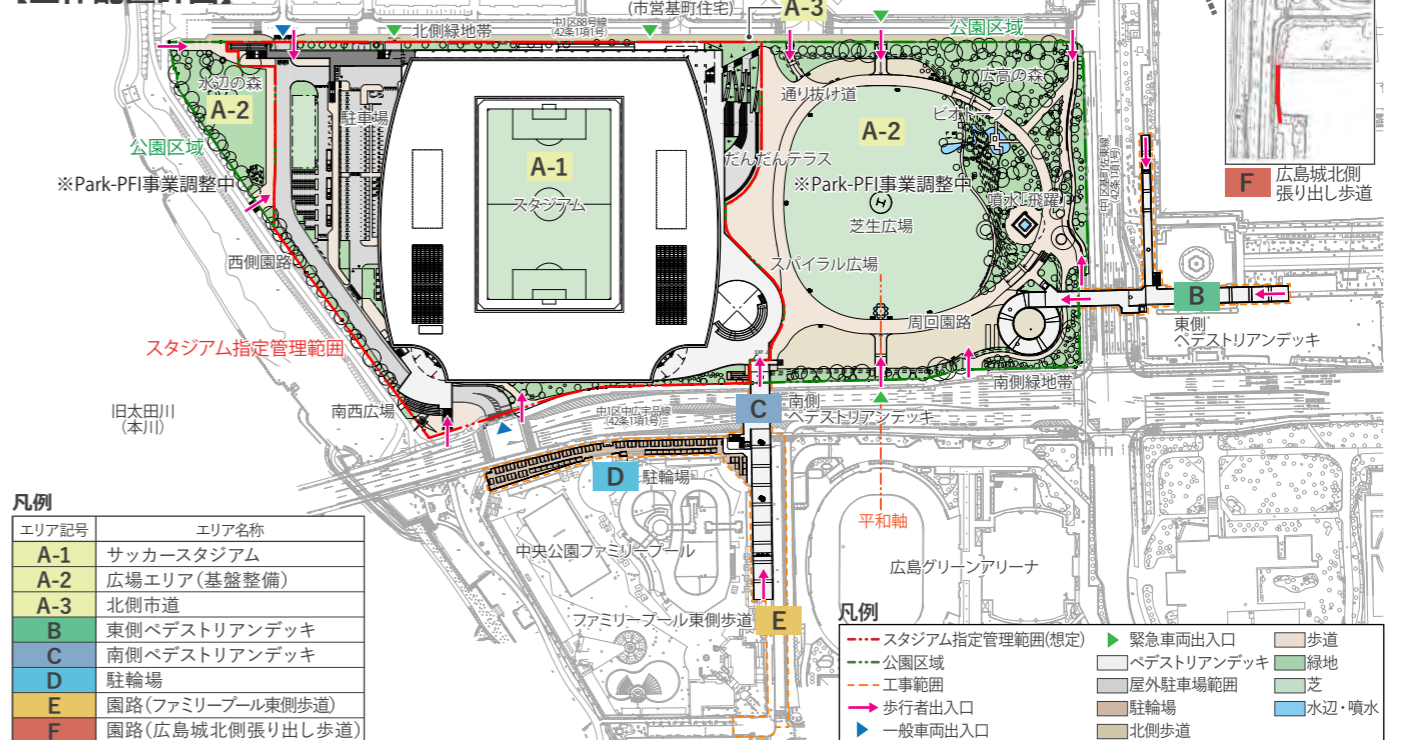 (市営基町住宅)
A-3
北側緑地帯
中1区88号線
(42条1項1号)
公園区域
水辺の森
A-2
公園区域
※Park-PFI事業調整中
駐車場
A-1
スタジアム
通り抜け道
だんだんテラス
A-2
※Park-PFI事業調整中
広高の森
ビオトープ
噴水「飛躍」
芝生広場
スパイラル広場
周回園路
西側園路
スタジアム指定管理範囲
旧太田川
(本川)
南西広場
中1区中広宇品線
(42条1項1号)
南側緑地帯
C
南側
ペデストリアンデッキ
B
東側
ペデストリアンデッキ
F
広島城北側
張り出し歩道
D
駐輪場
平和軸
中央公園ファミリープール
広島グリーンアリーナ
ファミリープール東側歩道
E
凡例
エリア記号 エリア名称
A-1 サッカースタジアム
A-2 広場エリア(基盤整備)
A-3 北側市道
B 東側ペデストリアンデッキ
C 南側ペデストリアンデッキ
D 駐輪場
E 園路(ファミリープール東側歩道)
F 園路(広島城北側張り出し歩道)
凡例
スタジアム指定管理範囲(想定)
公園区域
工事範囲
歩行者出入口
一般車両出入口
緊急車両出入口
ペデストリアンデッキ
屋外駐車場範囲
駐輪場
北側歩道
歩道
緑地
芝
水辺・噴水